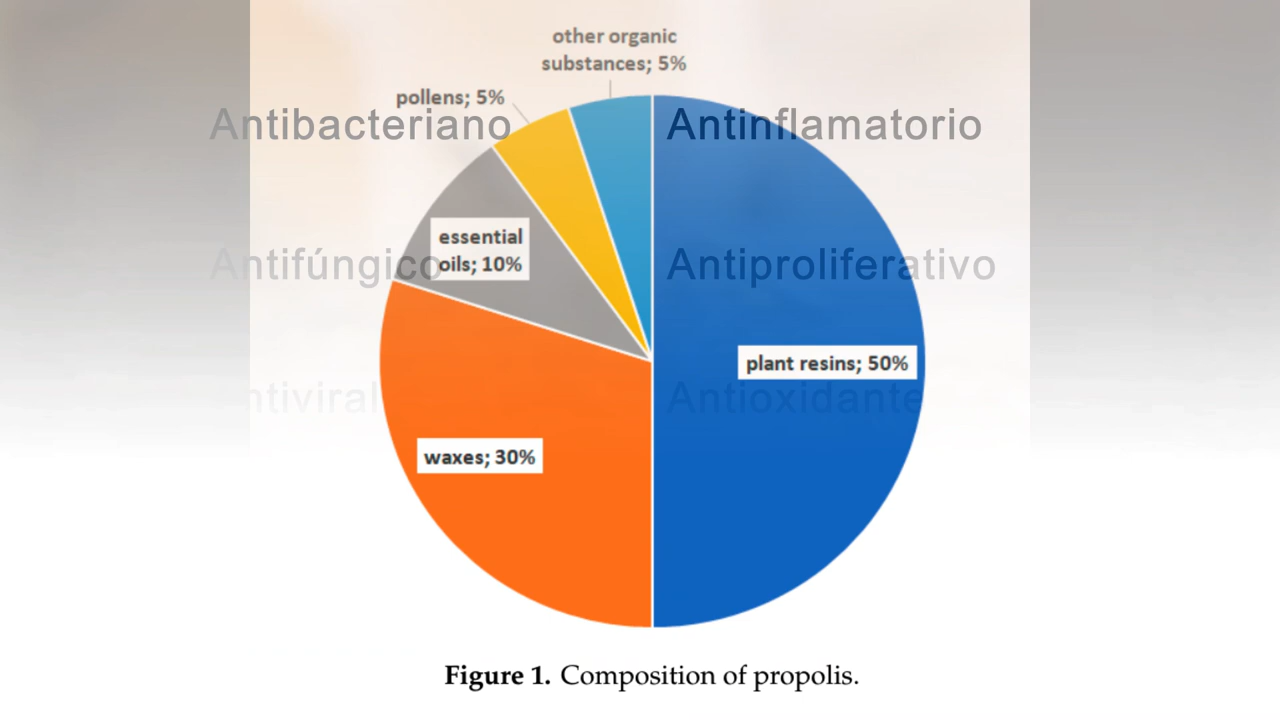 other organic
substances; 5%
pollens; 5%
Antibacteriano
Antinflamatorio
essential
oils; 10%
Antifúngico
Antiproliferativo
plant resins; 50%
Antiviral
Antioxidante
waxes; 30%
Figure 1. Composition of propolis.